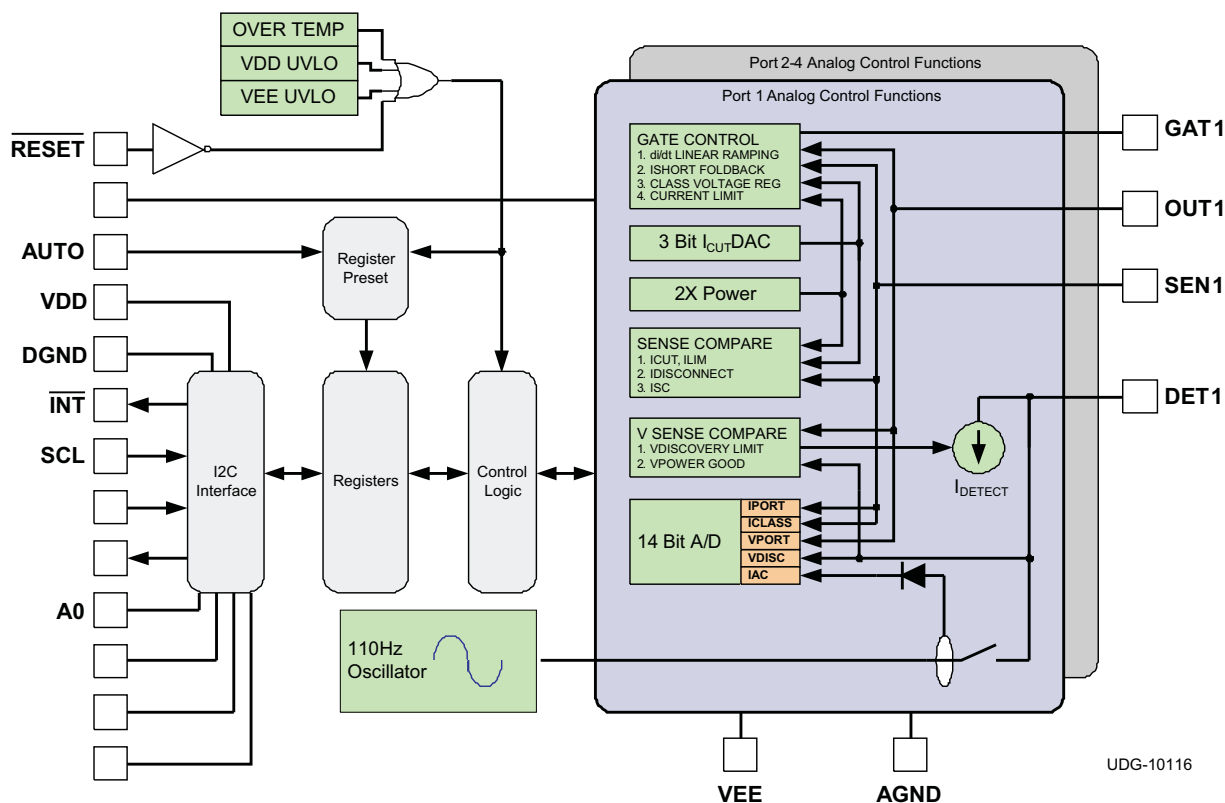 OVER TEMP
VDD UVLO
VEE UVLO
RESET
AUTO
VDD
DGND
INT
SCL
A0
Register
Preset
I2C
Interface
Registers
Control
Logic
110Hz
Oscillator
Port 2-4 Analog Control Functions
Port 1 Analog Control Functions
GATE CONTROL
1. di/dt LINEAR RAMPING
2. ISHORT FOLDBACK
3. CLASS VOLTAGE REG
4. CURRENT LIMIT
3 Bit ICUTDAC
2X Power
SENSE COMPARE
1. ICUT, ILIM
2. IDISCONNECT
3. ISC
V SENSE COMPARE
1. VDISCOVERY LIMIT
2. VPOWER GOOD
IDETECT
14 Bit A/D
IPORT
ICLASS
VPORT
VDISC
IAC
GAT1
OUT1
SEN1
DET1
VEE
AGND
UDG-10116